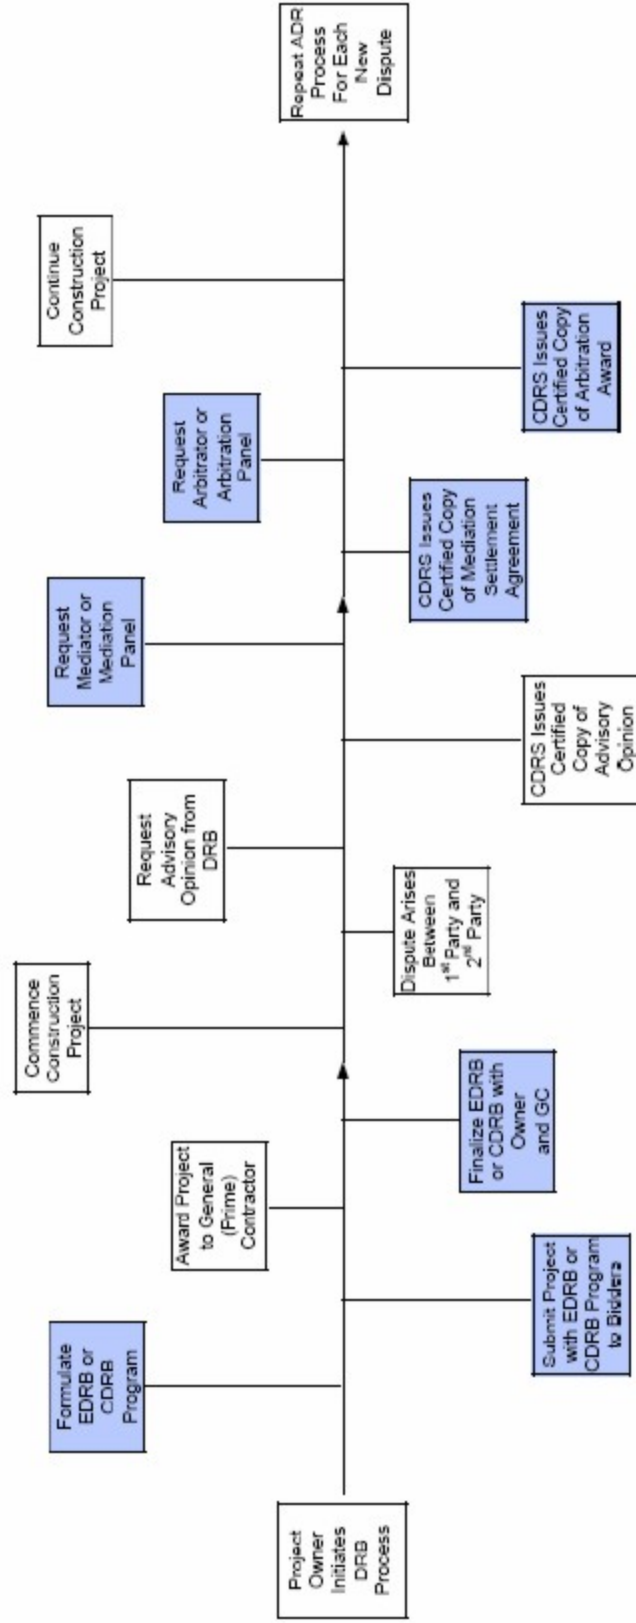 Project
Owner
Initiates
DRB
Process
Formulate
EDRB or
CDRB
Program
Submit Project
with EDRB or
CDRB Program
to Bidders
Award Project
to General
(Prime)
Contractor
Finalize EDRB
or CDRB with
Owner
and GC
Commence
Construction
Project
Dispute Arises
Between
1st Party and
2nd Party
Request
Advisory
Opinion from
DRB
CDRS Issues
Certified
Copy of
Advisory
Opinion
Request
Mediator or
Mediation
Panel
CDRS Issues
Certified Copy
of Mediation
Settlement
Agreement
Request
Arbitrator or
Arbitration
Panel
CDRS Issues
Certified Copy
of Arbitration
Award
Continue
Construction
Project
Repeat ADR
Process
For Each
New
Dispute